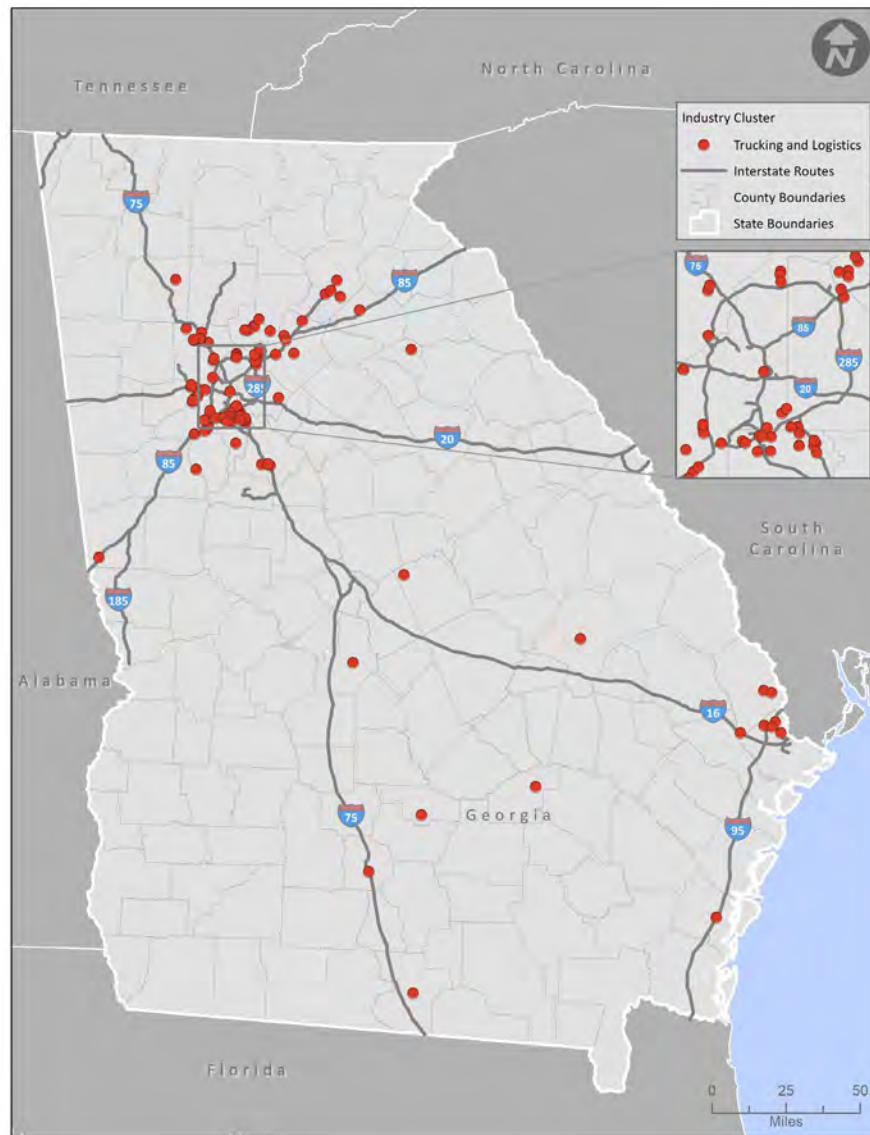 North Carolina
Tennessee
N
Industry Cluster
Trucking and Logistics
Interstate Routes
County Boundaries
State Boundaries
75
85
76
85
285
20
285
20
85
South
Carolina
185
Alabama
16
75
Georgia
95
Florida
0 25 50
Miles